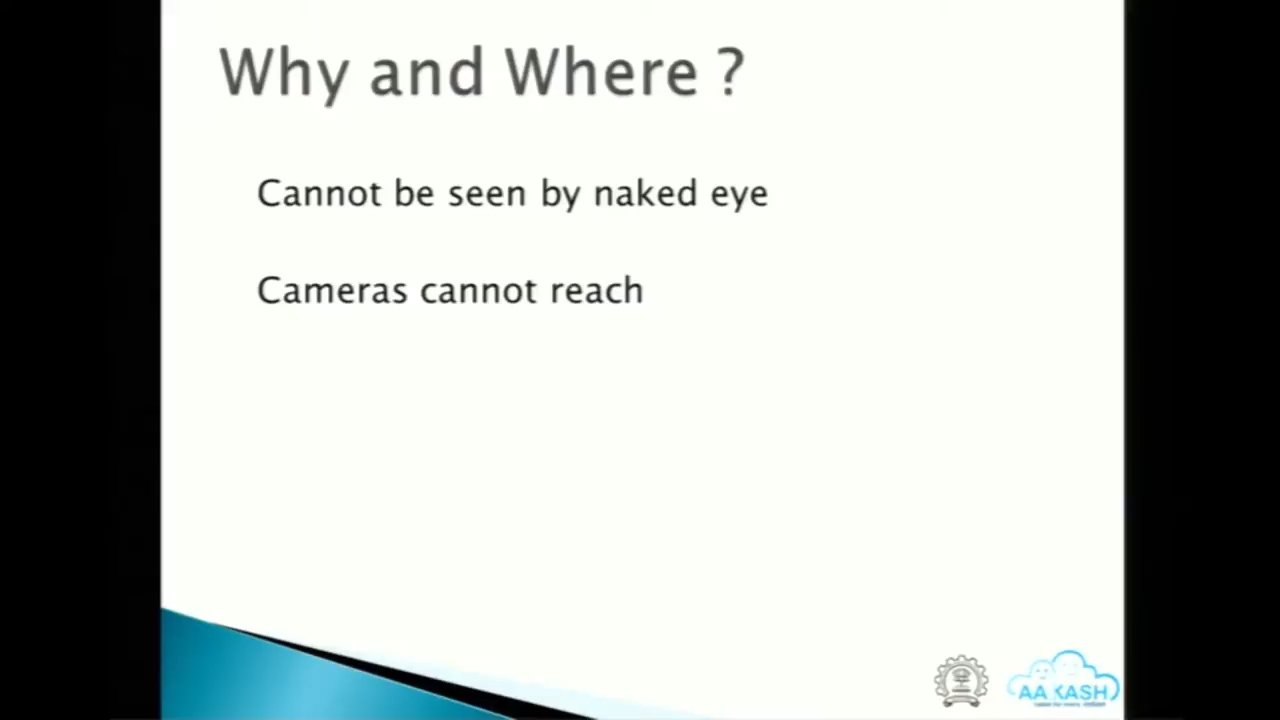 Why and Where ?
Cannot be seen by naked eye
Cameras cannot reach
AAKASH